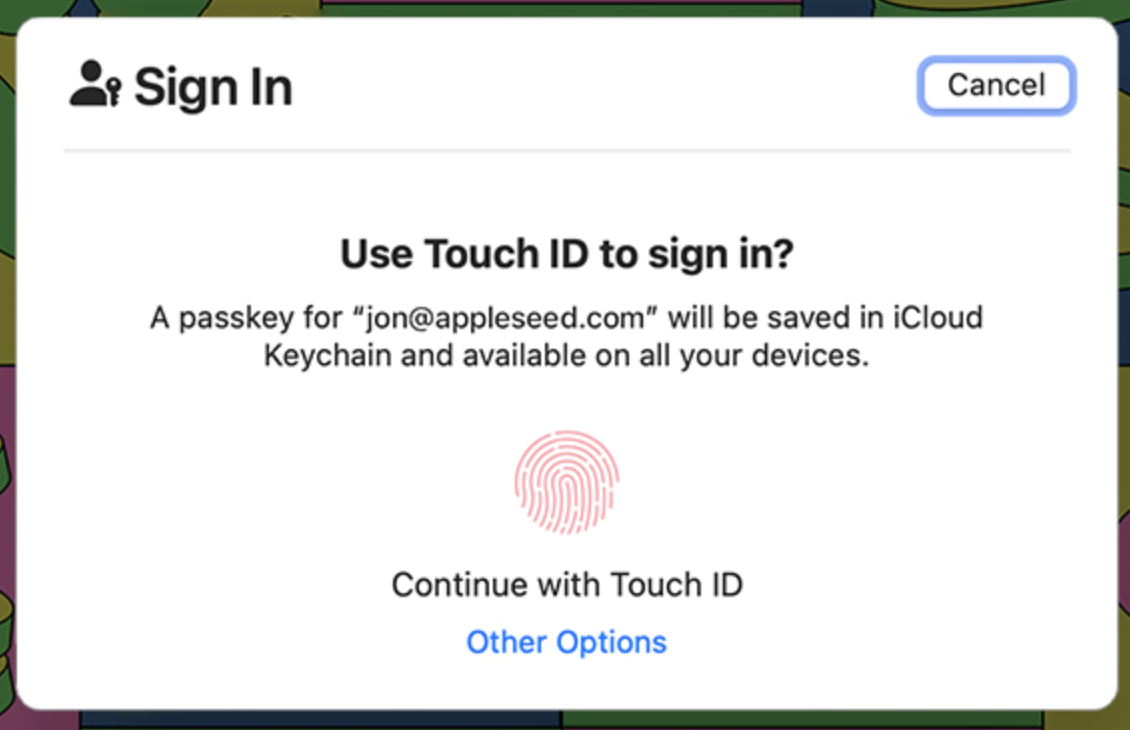 Sign In
Cancel
Use Touch ID to sign in?
A passkey for “jon@appleseed.com” will be saved in iCloud
Keychain and available on all your devices.
Continue with Touch ID
Other Options